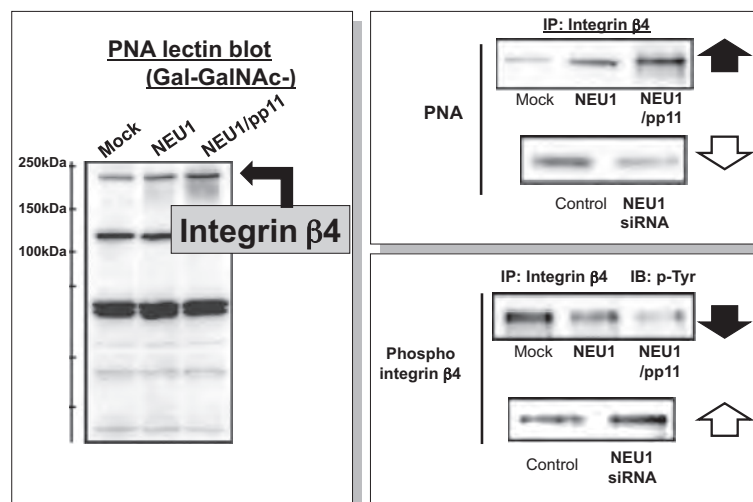 PNA lectin blot
(Gal-GalNAc-)
Mock NEU1 NEU1/pp11
250kDa
150kDa
100kDa
Integrin β4
IP: Integrin β4
PNA
Mock NEU1 NEU1
/pp11
Control NEU1
siRNA
IP: Integrin β4 IB: p-Tyr
Phospho
integrin β4
Mock NEU1 NEU1
/pp11
Control NEU1
siRNA